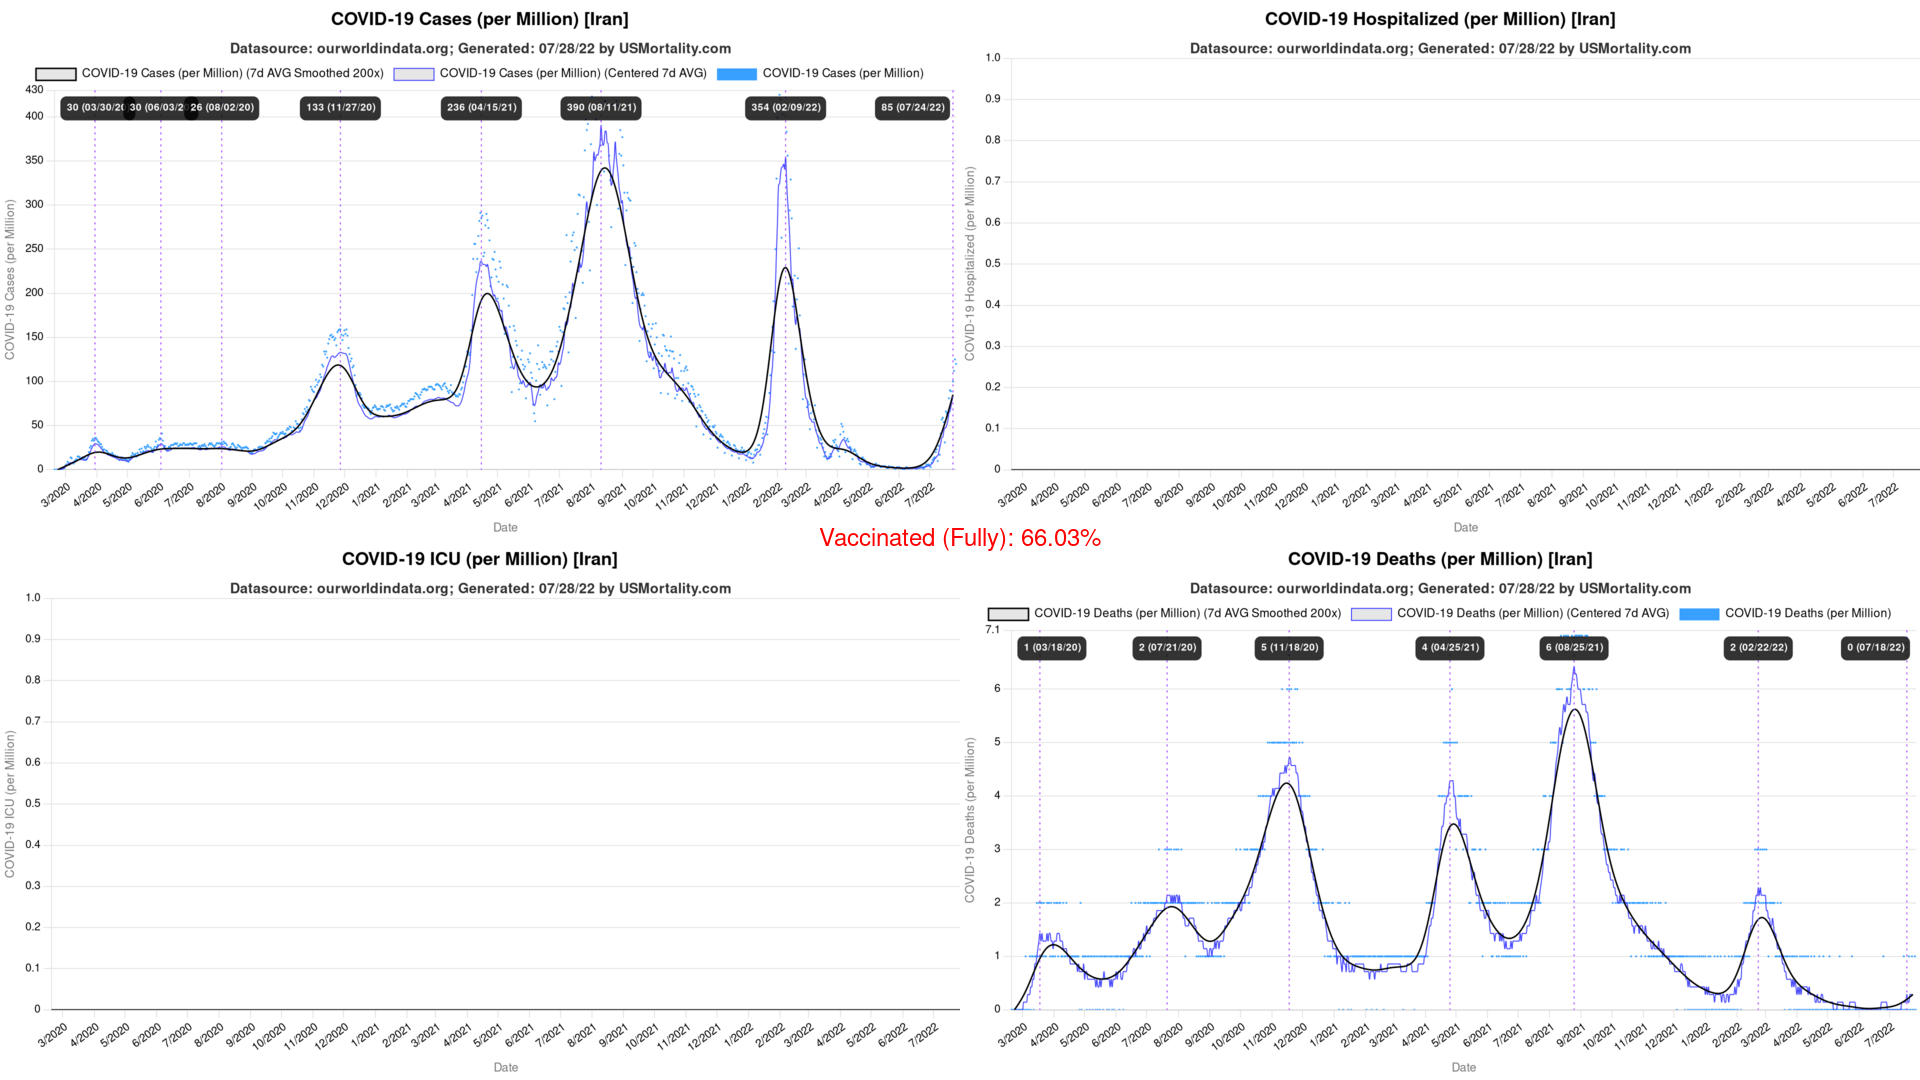 COVID-19 Cases (per Million) [Iran]
Datasource: ourworldindata.org; Generated: 07/28/22 by USMortality.com
COVID-19 Cases (per Million) (7d AVG Smoothed 200x) COVID-19 Cases (per Million) (Centered 7d AVG) COVID-19 Cases (per Million)
30 (03/30/20 30 (06/03/2 26 (08/02/20) 133 (11/27/20) 236 (04/15/21) 390 (08/11/21) 354 (02/09/22) 85 (07/24/22)
430
400
350
300
250
200
150
100
50
0
COVID-19 Cases (per Million)
3/2020 4/2020 5/2020 6/2020 7/2020 8/2020 9/2020 10/2020 11/2020 12/2020 1/2021 2/2021 3/2021 4/2021 5/2021 6/2021 7/2021 8/2021 9/2021 10/2021 11/2021 12/2021 1/2022 2/2022 3/2022 4/2022 5/2022 6/2022 7/2022
Date
COVID-19 Hospitalized (per Million) [Iran]
Datasource: ourworldindata.org; Generated: 07/28/22 by USMortality.com
1.0
0.9
0.8
0.7
0.6
0.5
0.4
0.3
0.2
0.1
0
COVID-19 Hospitalized (per Million)
3/2020 4/2020 5/2020 6/2020 7/2020 8/2020 9/2020 10/2020 11/2020 12/2020 1/2021 2/2021 3/2021 4/2021 5/2021 6/2021 7/2021 8/2021 9/2021 10/2021 11/2021 12/2021 1/2022 2/2022 3/2022 4/2022 5/2022 6/2022 7/2022
Date
Vaccinated (Fully): 66.03%
COVID-19 ICU (per Million) [Iran]
Datasource: ourworldindata.org; Generated: 07/28/22 by USMortality.com
1.0
0.9
0.8
0.7
0.6
0.5
0.4
0.3
0.2
0.1
0
COVID-19 ICU (per Million)
3/2020 4/2020 5/2020 6/2020 7/2020 8/2020 9/2020 10/2020 11/2020 12/2020 1/2021 2/2021 3/2021 4/2021 5/2021 6/2021 7/2021 8/2021 9/2021 10/2021 11/2021 12/2021 1/2022 2/2022 3/2022 4/2022 5/2022 6/2022 7/2022
Date
COVID-19 Deaths (per Million) [Iran]
Datasource: ourworldindata.org; Generated: 07/28/22 by USMortality.com
COVID-19 Deaths (per Million) (7d AVG Smoothed 200x) COVID-19 Deaths (per Million) (Centered 7d AVG) COVID-19 Deaths (per Million)
1 (03/18/20) 2 (07/21/20) 5 (11/18/20) 4 (04/25/21) 6 (08/25/21) 2 (02/22/22) 0 (07/18/22)
7.1
6
5
4
3
2
1
0
COVID-19 Deaths (per Million)
3/2020 4/2020 5/2020 6/2020 7/2020 8/2020 9/2020 10/2020 11/2020 12/2020 1/2021 2/2021 3/2021 4/2021 5/2021 6/2021 7/2021 8/2021 9/2021 10/2021 11/2021 12/2021 1/2022 2/2022 3/2022 4/2022 5/2022 6/2022 7/2022
Date